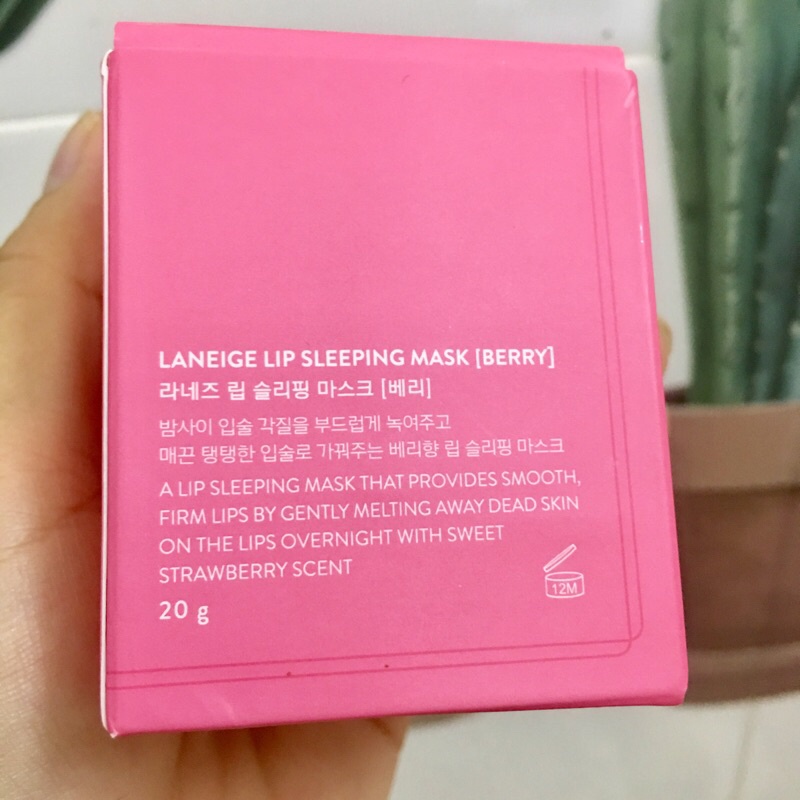 LANEIGE LIP SLEEPING MASK [BERRY]
라네즈 립 슬리핑 마스크 [베리]
밤사이 입술 각질을 부드럽게 녹여주고
매끈 탱탱한 입술로 가꿔주는 베리향 립 슬리핑 마스크
A LIP SLEEPING MASK THAT PROVIDES SMOOTH,
FIRM LIPS BY GENTLY MELTING AWAY DEAD SKIN
ON THE LIPS OVERNIGHT WITH SWEET
STRAWBERRY SCENT
20 g
12M